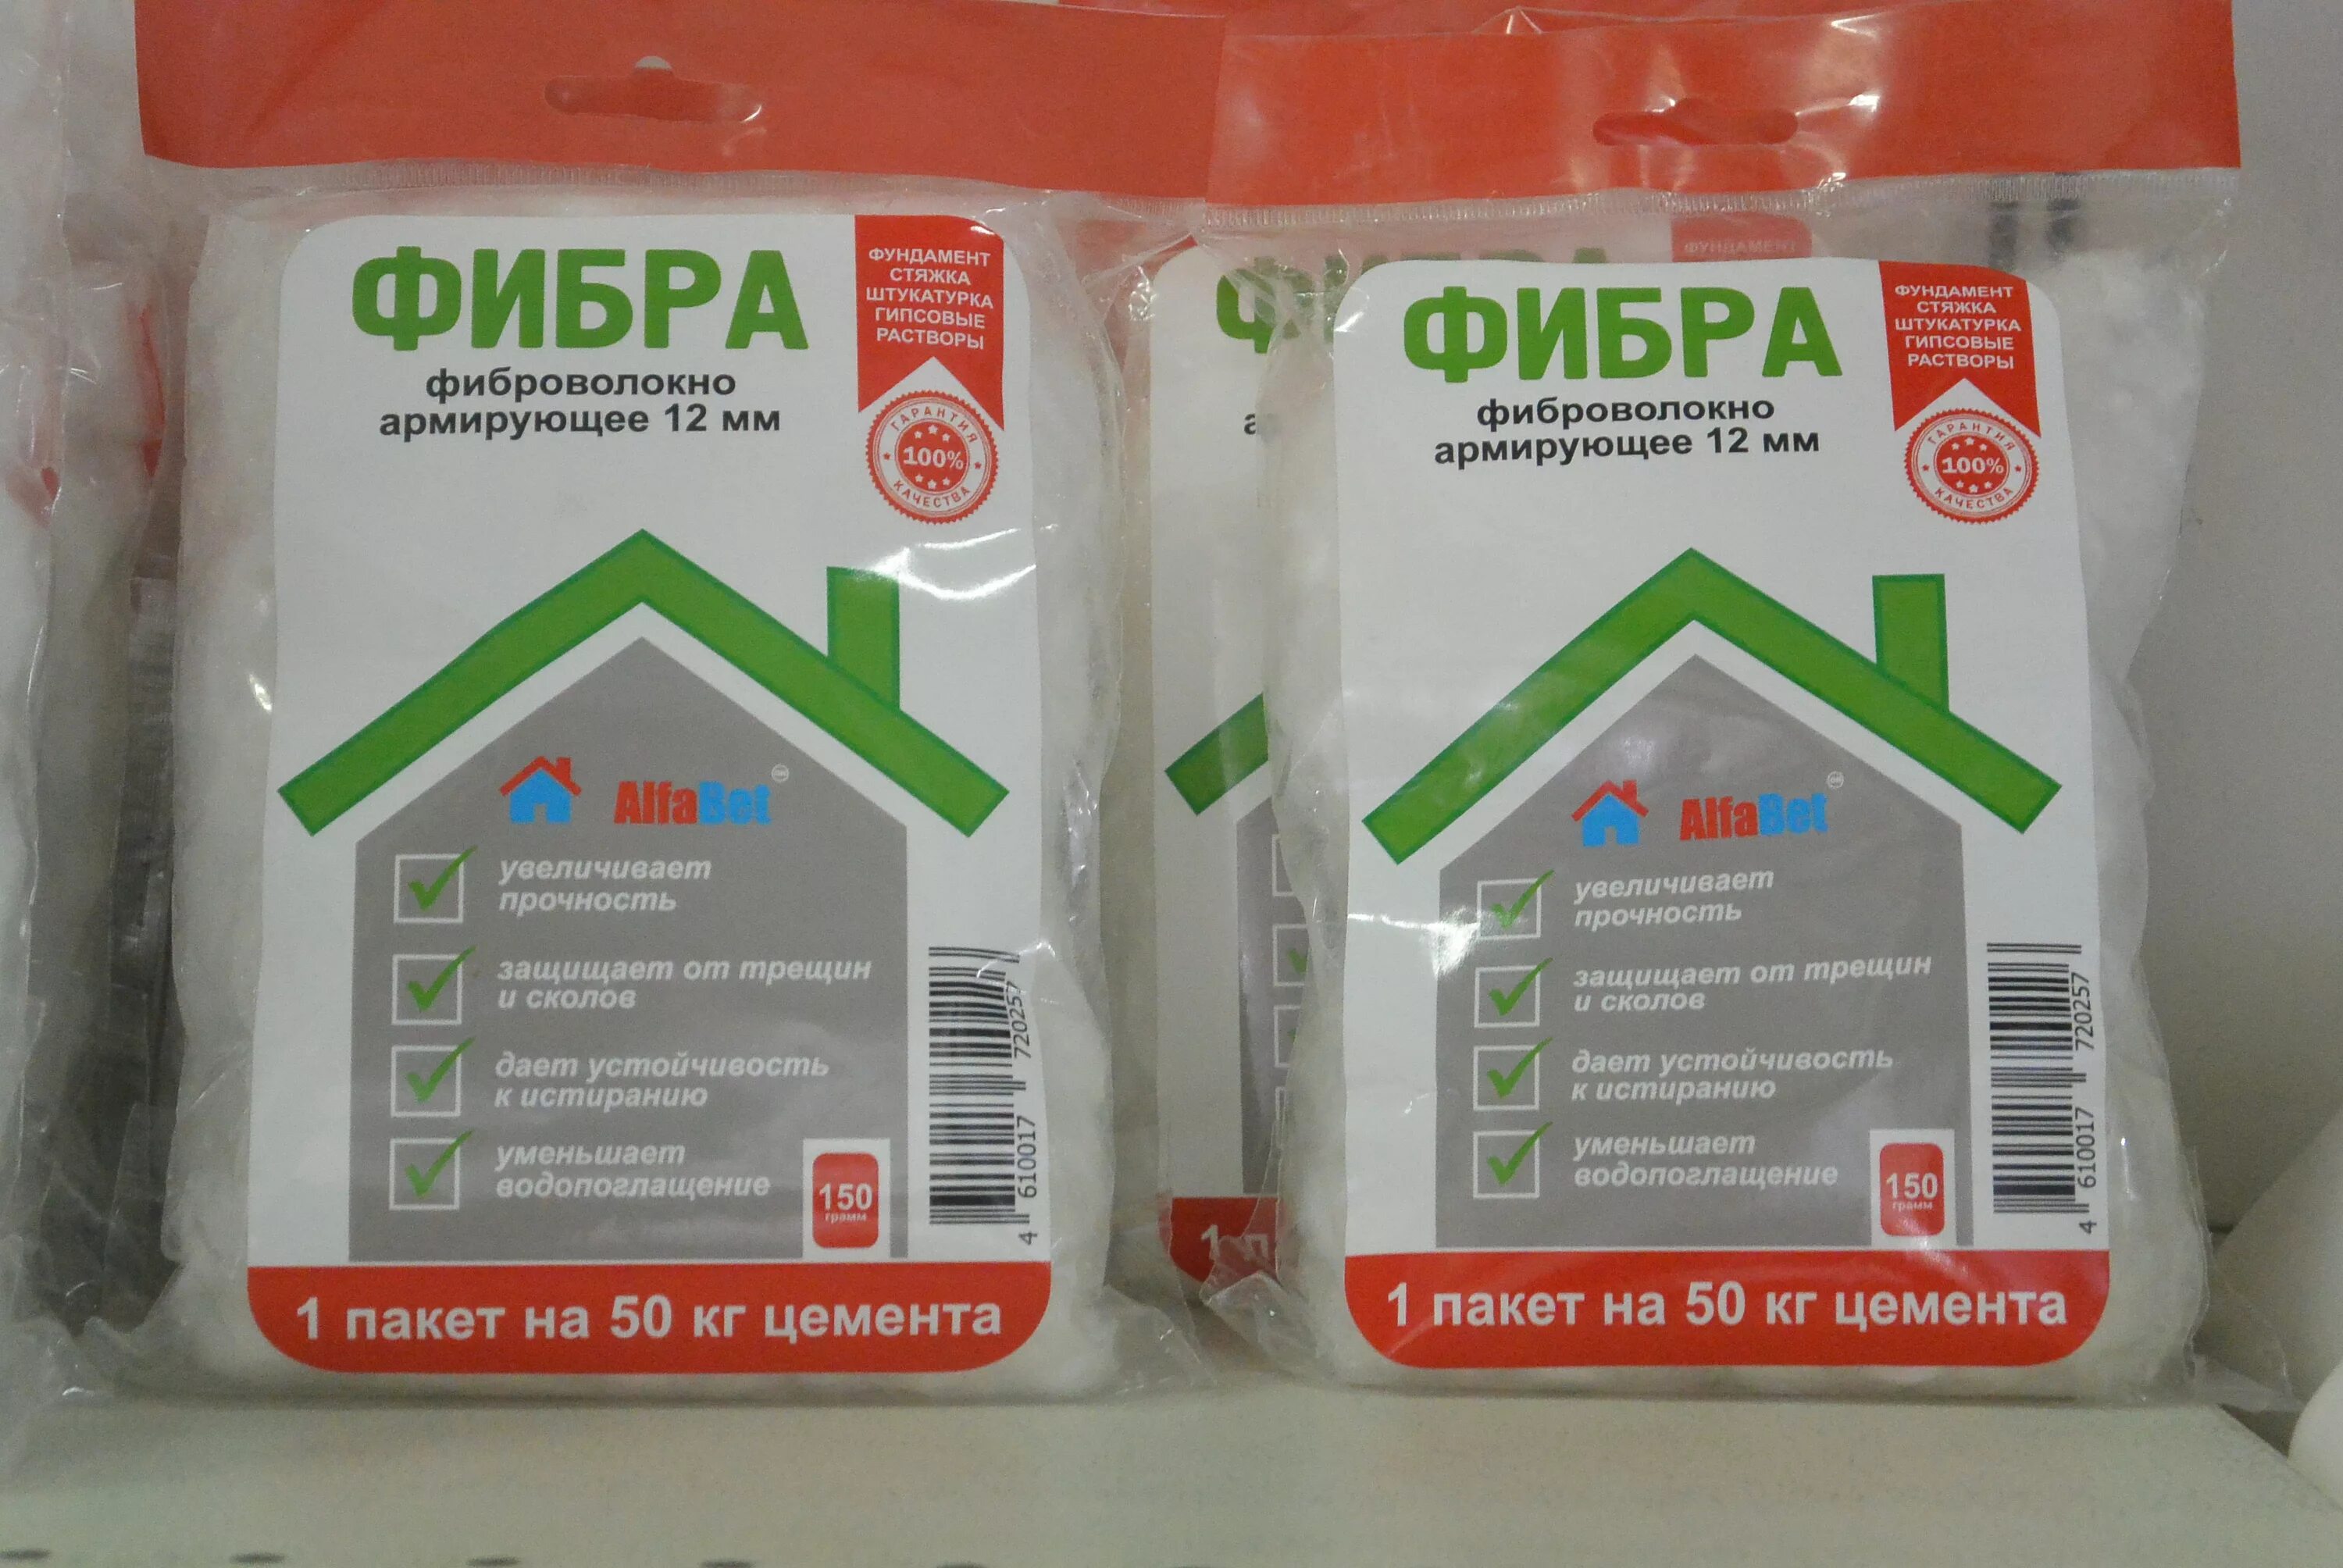 ФИБРА
фиброволокно
армирующее 12 мм
ФУНДАМЕНТ
СТЯЖКА
ШТУКАТУРКА
ГИПСОВЫЕ
РАСТВОРЫ
ГАРАНТИЯ
100%
КАЧЕСТВА
AlfaBet
увеличивает
прочность
защищает от трещин
и сколов
дает устойчивость
к истиранию
уменьшает
водопоглащение
150
грамм
4 610017 720257
1 пакет на 50 кг цемента
ФУНДАМЕНТ
ФИБРА
фиброволокно
армирующее 12 мм
ФУНДАМЕНТ
СТЯЖКА
ШТУКАТУРКА
ГИПСОВЫЕ
РАСТВОРЫ
ГАРАНТИЯ
100%
КАЧЕСТВА
AlfaBet
увеличивает
прочность
защищает от трещин
и сколов
дает устойчивость
к истиранию
уменьшает
водопоглащение
150
грамм
4 610017 720257
1 пакет на 50 кг цемента